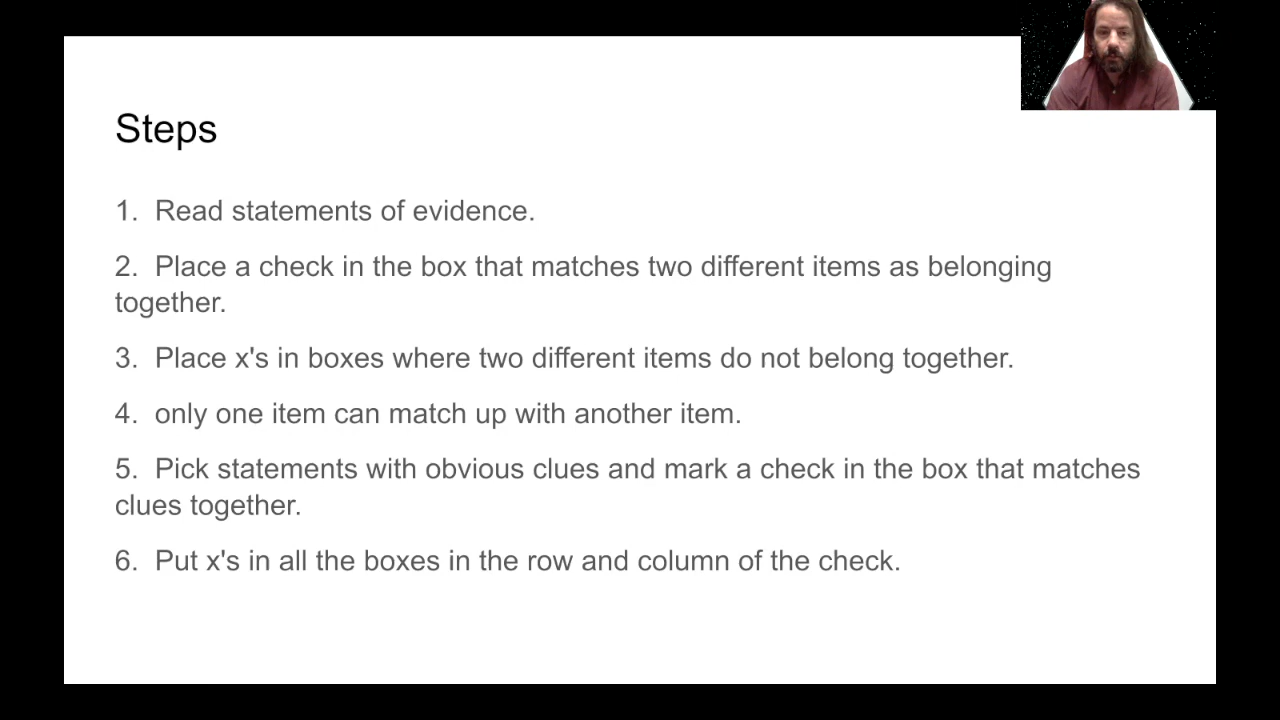 Steps
1. Read statements of evidence.
2. Place a check in the box that matches two different items as belonging
together.
3. Place x's in boxes where two different items do not belong together.
4. only one item can match up with another item.
5. Pick statements with obvious clues and mark a check in the box that matches
clues together.
6. Put x's in all the boxes in the row and column of the check.